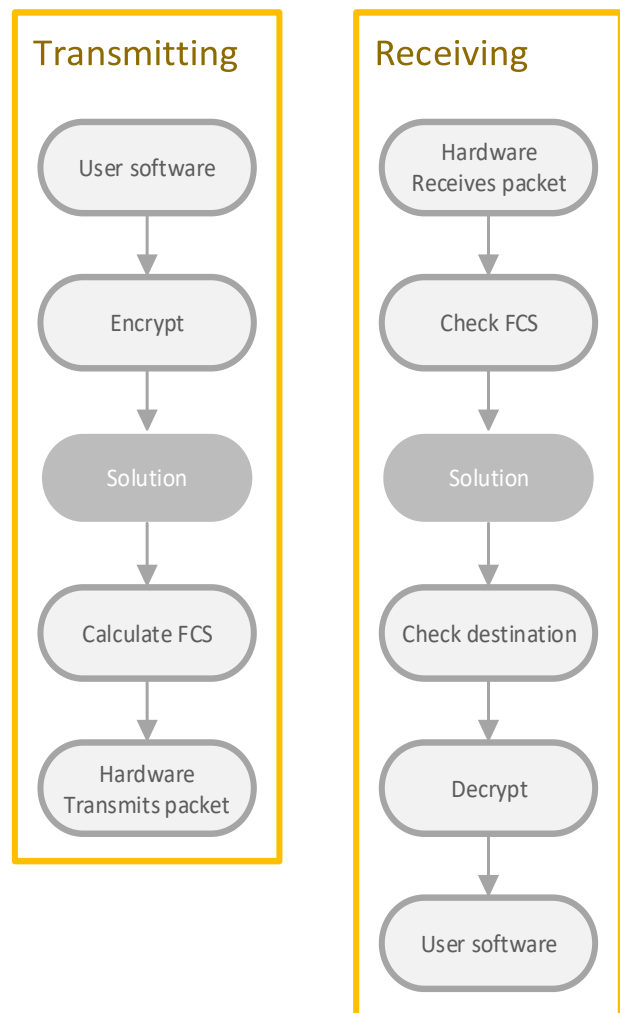 Transmitting
User software
Encrypt
Solution
Calculate FCS
Hardware
Transmits packet
Receiving
Hardware
Receives packet
Check FCS
Solution
Check destination
Decrypt
User software